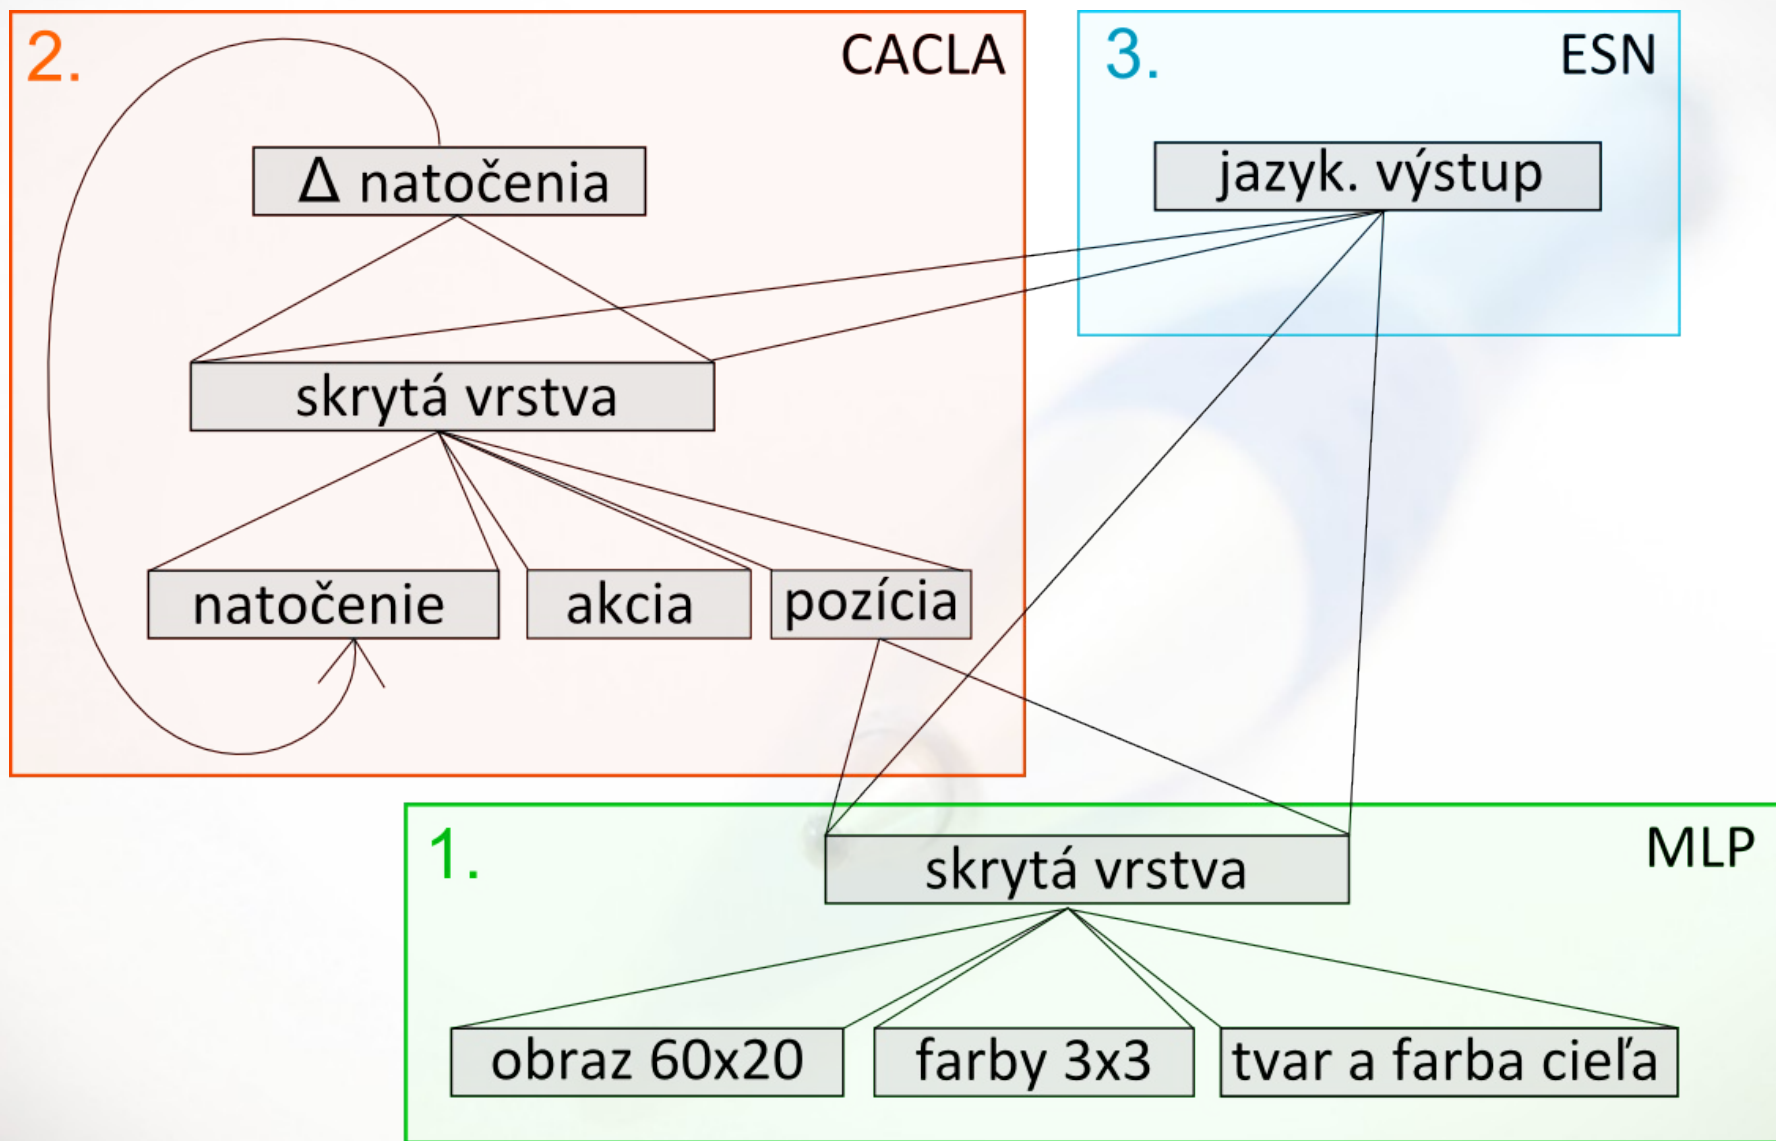 2.
CACLA
Δ natočenia
skrytá vrstva
natočenie
akcia
pozícia
3.
ESN
jazyk. výstup
1.
MLP
skrytá vrstva
obraz 60x20
farby 3x3
tvar a farba cieľa